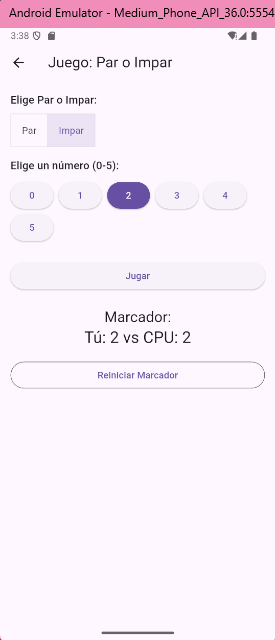 Android Emulator - Medium_Phone_API_36.0:5554
3:38
Juego: Par o Impar
Elige Par o Impar:
Par Impar
Elige un número (0-5):
0 1 2 3 4
5
Jugar
Marcador:
Tú: 2 vs CPU: 2
Reiniciar Marcador